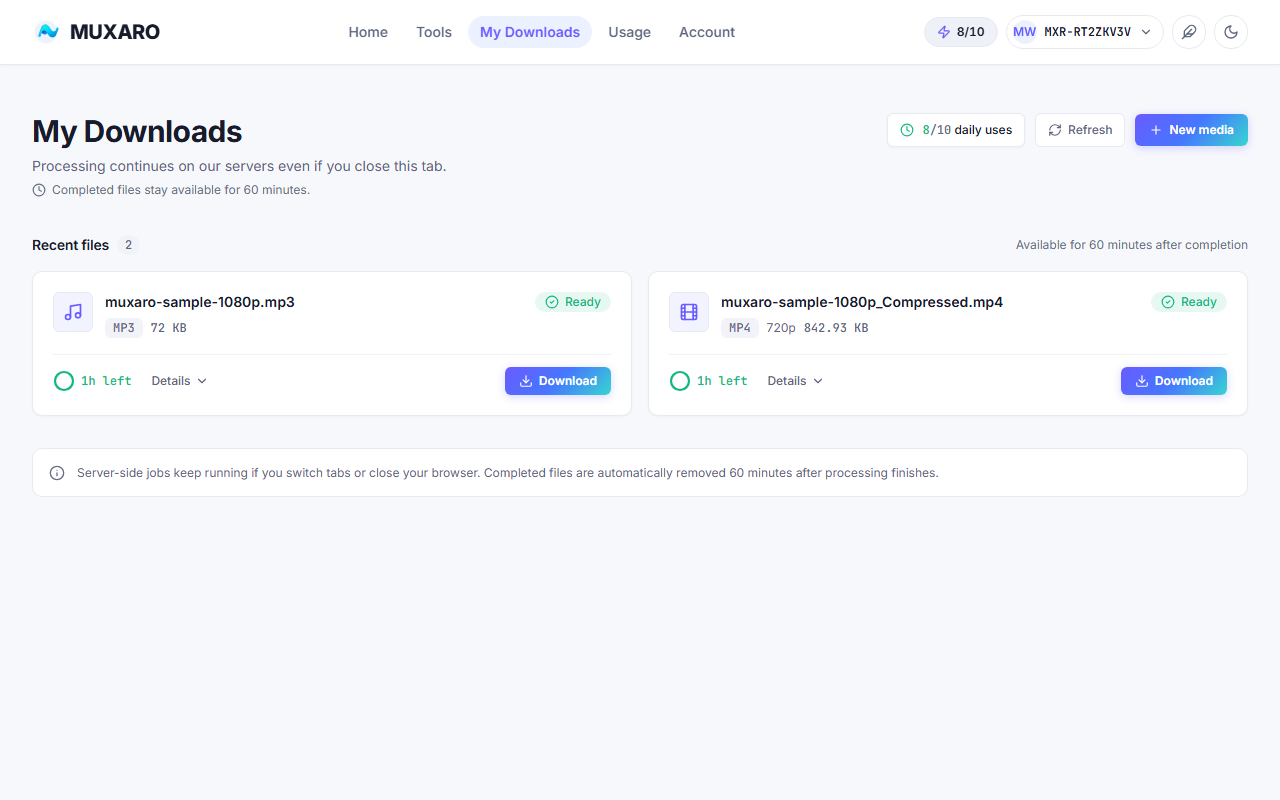 MUXARO
Home Tools My Downloads Usage Account
8/10
MW MXR-RT2ZKV3V
My Downloads
8/10 daily uses
Refresh
New media
Processing continues on our servers even if you close this tab.
Completed files stay available for 60 minutes.
Recent files 2
Available for 60 minutes after completion
muxaro-sample-1080p.mp3
Ready
MP3 72 KB
1h left Details
Download
muxaro-sample-1080p_Compressed.mp4
Ready
MP4 720p 842.93 KB
1h left Details
Download
Server-side jobs keep running if you switch tabs or close your browser. Completed files are automatically removed 60 minutes after processing finishes.